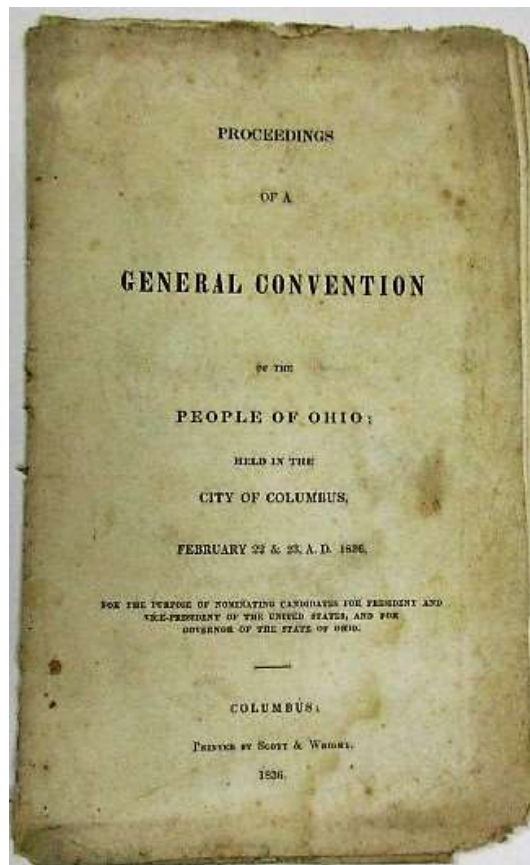 PROCEEDINGS
OF A
GENERAL CONVENTION
OF THE
PEOPLE OF OHIO;
HELD IN THE
CITY OF COLUMBUS,
FEBRUARY 22 & 23, A. D. 1836,
FOR THE PURPOSE OF NOMINATING CANDIDATES FOR PRESIDENT AND
VICE-PRESIDENT OF THE UNITED STATES, AND FOR
GOVERNOR OF THE STATE OF OHIO.
COLUMBUS:
PRINTED BY SCOTT & WRIGHT.
1836.